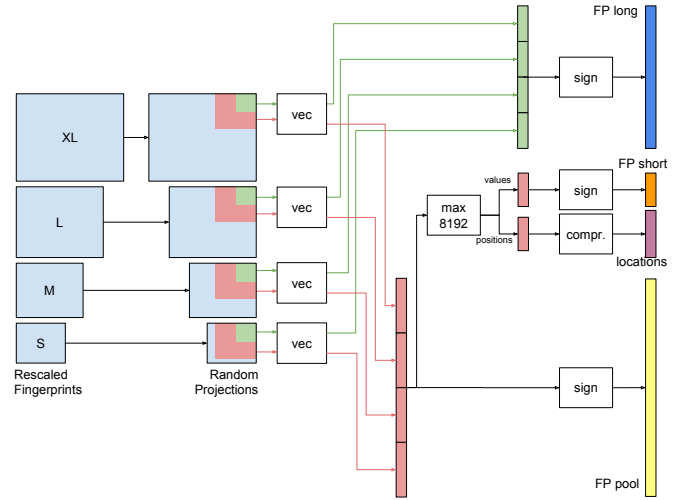 FP long
sign
XL
vec
FP short
values
sign
L
vec
max
8192
positions
compr.
locations
M
vec
S
vec
Rescaled
Fingerprints
Random
Projections
sign
FP pool